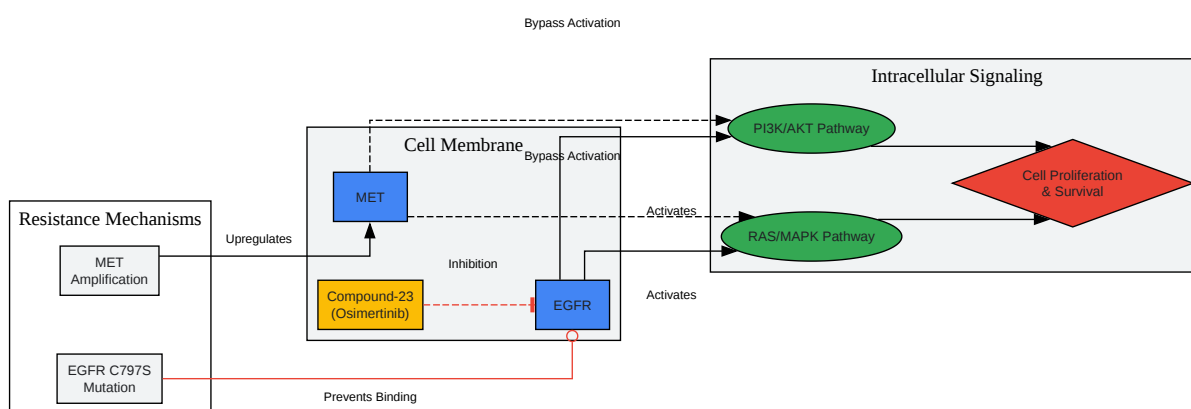 Bypass Activation
Intracellular Signaling
PI3K/AKT Pathway
Cell Membrane
Bypass Activation
Cell Proliferation
& Survival
MET
Resistance Mechanisms
Activates
RAS/MAPK Pathway
Upregulates
MET
Amplification
Inhibition
Compound-23
(Osimertinib)
EGFR
Activates
EGFR C797S
Mutation
Prevents Binding